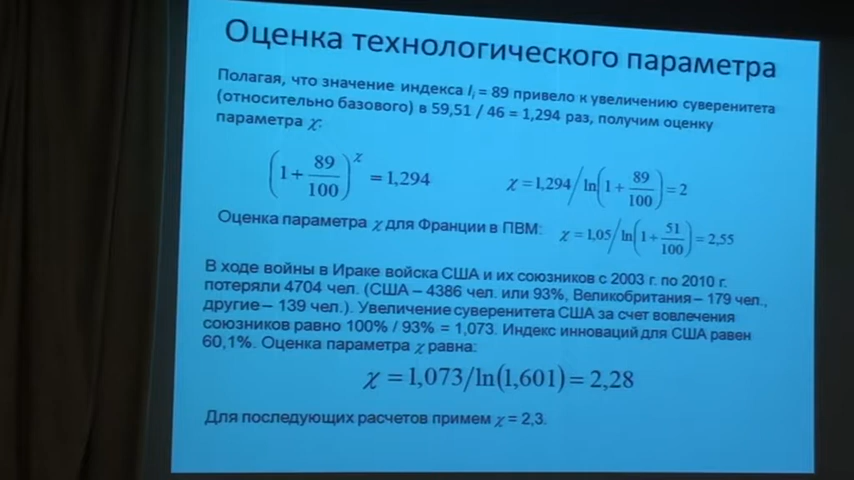 Оценка технологического параметра
Полагая, что значение индекса Iᵢ = 89 привело к увеличению суверенитета
(относительно базового) в 59,51 / 46 = 1,294 раз, получим оценку
параметра χ:
(1+89/100)^χ = 1,294 χ = 1,294/ln(1+89/100) = 2
Оценка параметра χ для Франции в ПВМ: χ = 1,05/ln(1+51/100) = 2,55
В ходе войны в Ираке войска США и их союзников с 2003 г. по 2010 г.
потеряли 4704 чел. (США – 4386 чел. или 93%, Великобритания – 179 чел.,
другие – 139 чел.). Увеличение суверенитета США за счет вовлечения
союзников равно 100% / 93% = 1,073. Индекс инноваций для США равен
60,1%. Оценка параметра χ равна:
χ = 1,073/ln(1,601) = 2,28
Для последующих расчетов примем χ = 2,3.